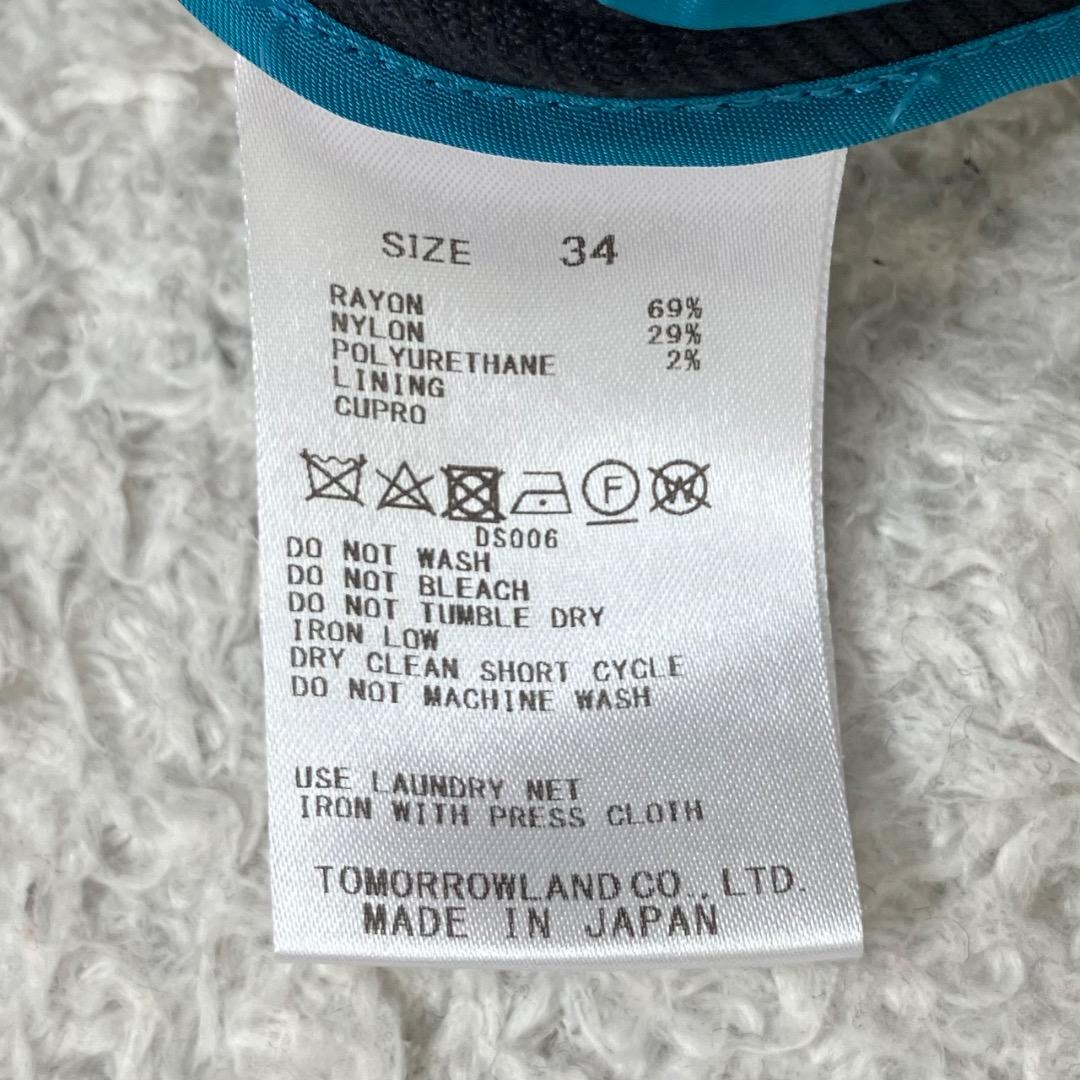 SIZE 34
RAYON 69%
NYLON 29%
POLYURETHANE 2%
LINING
CUPRO
F W
DS006
DO NOT WASH
DO NOT BLEACH
DO NOT TUMBLE DRY
IRON LOW
DRY CLEAN SHORT CYCLE
DO NOT MACHINE WASH
USE LAUNDRY NET
IRON WITH PRESS CLOTH
TOMORROWLAND CO., LTD.
MADE IN JAPAN